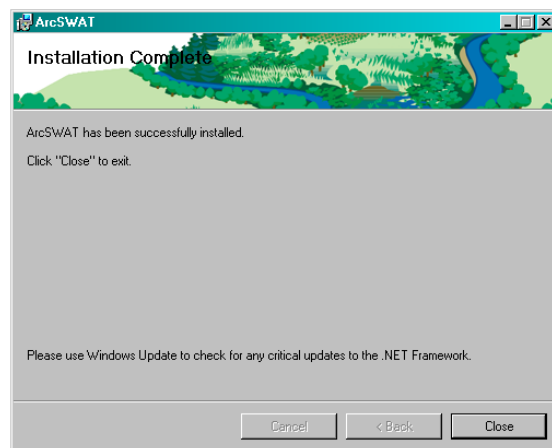 ArcSWAT
Installation Complete
ArcSWAT has been successfully installed.
Click "Close" to exit.
Please use Windows Update to check for any critical updates to the .NET Framework.
Cancel
< Back
Close